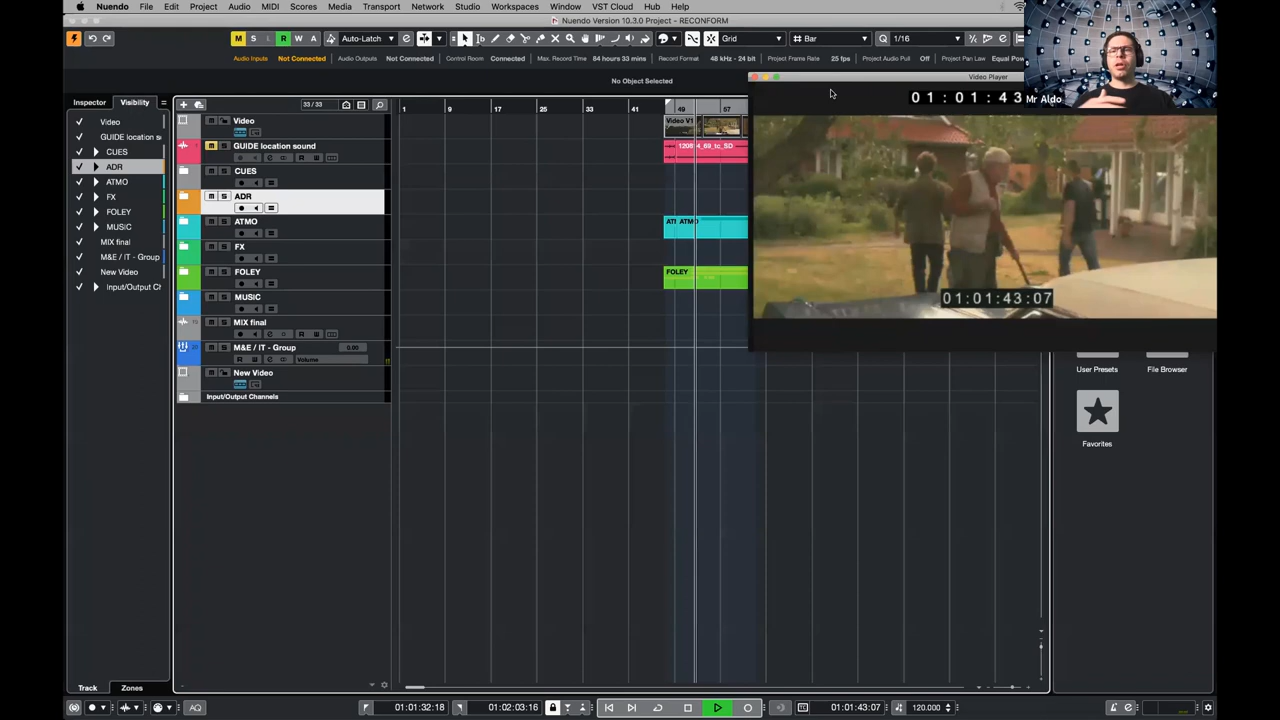 Nuendo File Edit Project Audio MIDI Scores Media Transport Network Studio Workspaces Window VST Cloud Hub Help
Nuendo Version 10.3.0 Project - RECONFORM
M S L R W A Auto-Latch Grid Bar Q 1/16
Audio Inputs Not Connected Audio Outputs Not Connected Control Room Connected Max. Record Time 84 hours 33 mins Record Format 48 kHz - 24 bit Project Frame Rate 25 fps Project Audio Pull Off Project Pan Law Equal Pow
No Object Selected
Video Player
01:01:43
Mr Aldo
Inspector Visibility
33/33
1 9 17 25 33 41 49 57
Video
GUIDE location s
CUES
ADR
ATMO
FX
FOLEY
MUSIC
MIX final
M&E / IT - Group
New Video
Input/Output Ch
Video
Video V1
GUIDE location sound
CUES
ADR
ATMO
ATMO
FX
FOLEY
FOLEY
MUSIC
MIX final
M&E / IT - Group 0.00
Volume
New Video
Input/Output Channels
01:01:43:07
User Presets File Browser
Favorites
Track Zones
AQ 01:01:32:18 01:02:03:16 01:01:43:07 120.000